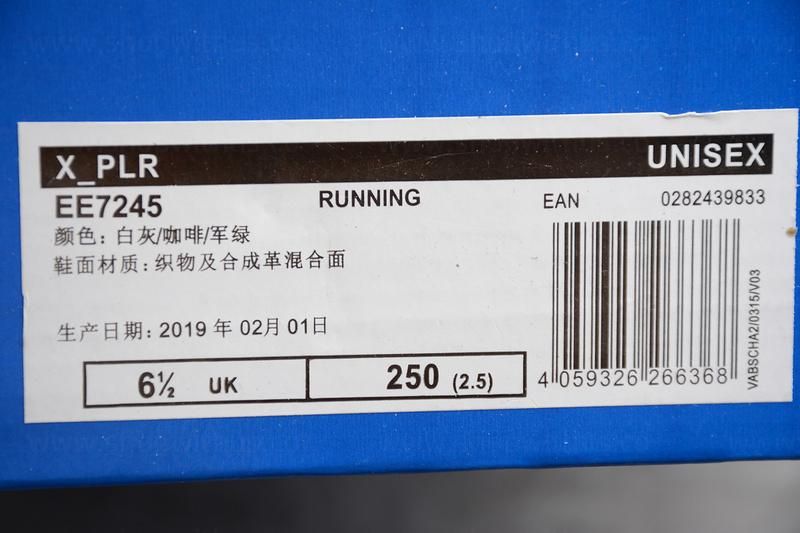 X_PLR UNISEX
EE7245 RUNNING EAN 0282439833
颜色：白灰/咖啡/军绿
鞋面材质：织物及合成革混合面
生产日期：2019 年 02月 01日
6½ UK 250 (2.5)
4 059326 266368
VABSCHA2/0315/V03